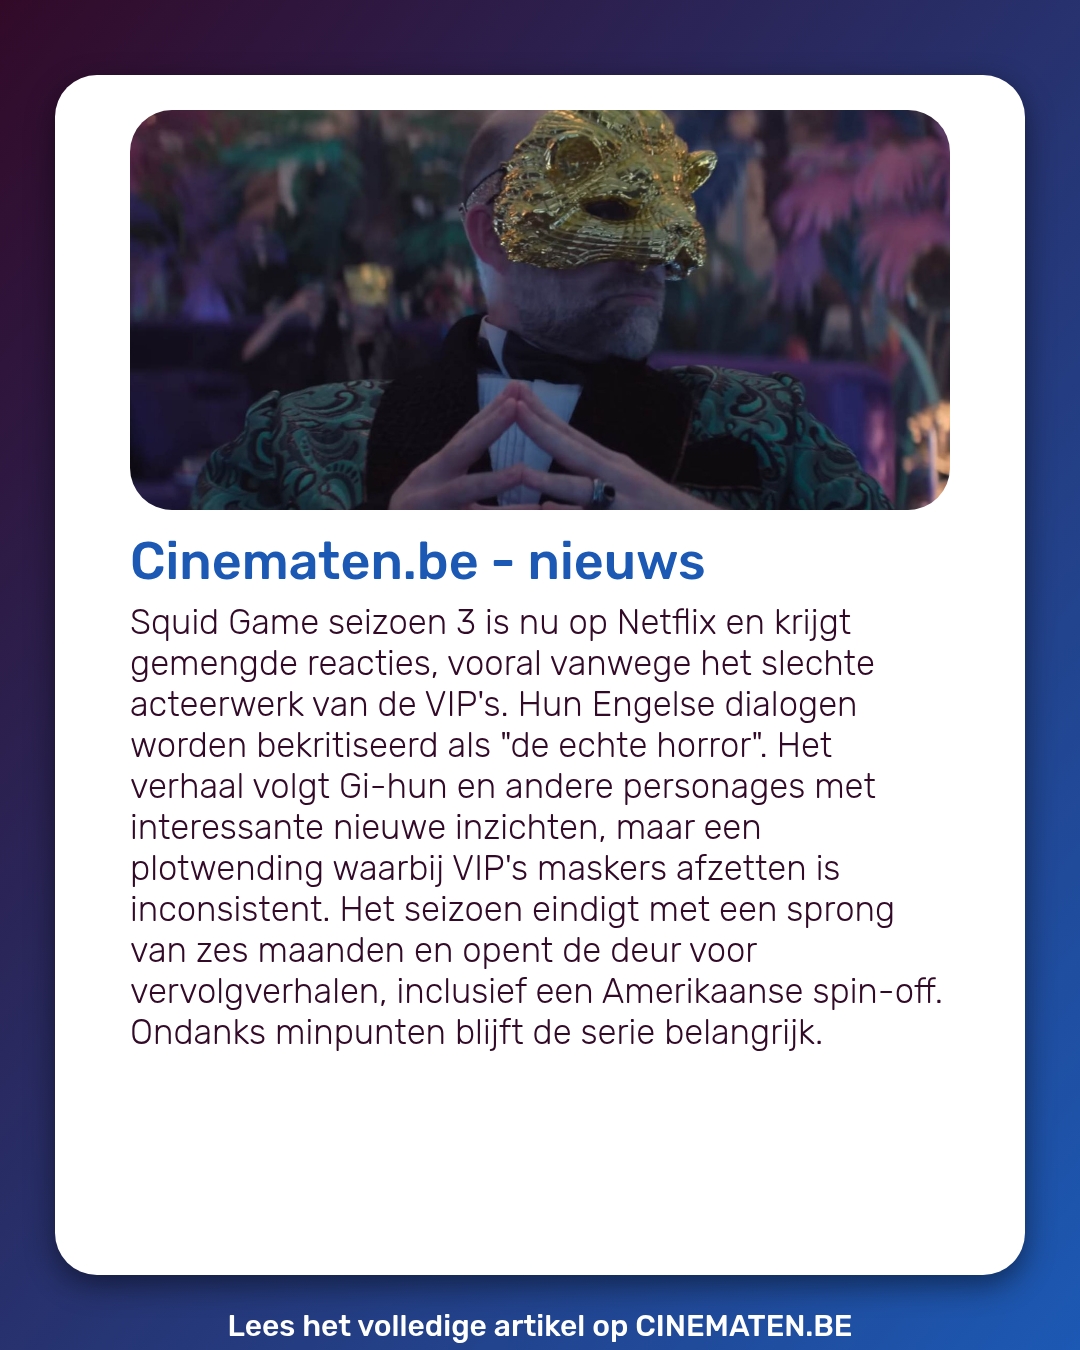 Cinematen.be - nieuws
Squid Game seizoen 3 is nu op Netflix en krijgt
gemengde reacties, vooral vanwege het slechte
acteerwerk van de VIP's. Hun Engelse dialogen
worden bekritiseerd als "de echte horror". Het
verhaal volgt Gi-hun en andere personages met
interessante nieuwe inzichten, maar een
plotwending waarbij VIP's maskers afzetten is
inconsistent. Het seizoen eindigt met een sprong
van zes maanden en opent de deur voor
vervolgverhalen, inclusief een Amerikaanse spin-off.
Ondanks minpunten blijft de serie belangrijk.
Lees het volledige artikel op CINEMATEN.BE